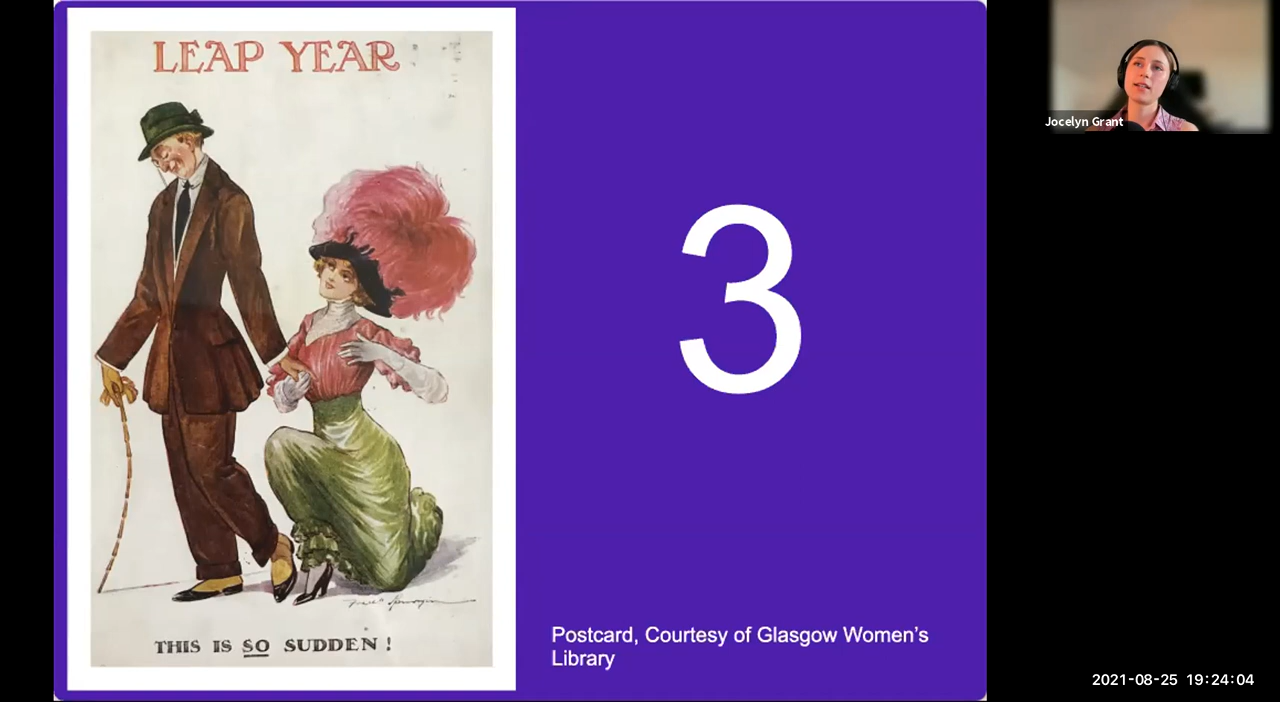 LEAP YEAR
THIS IS SO SUDDEN!
3
Postcard, Courtesy of Glasgow Women's
Library
Jocelyn Grant
2021-08-25 19:24:04